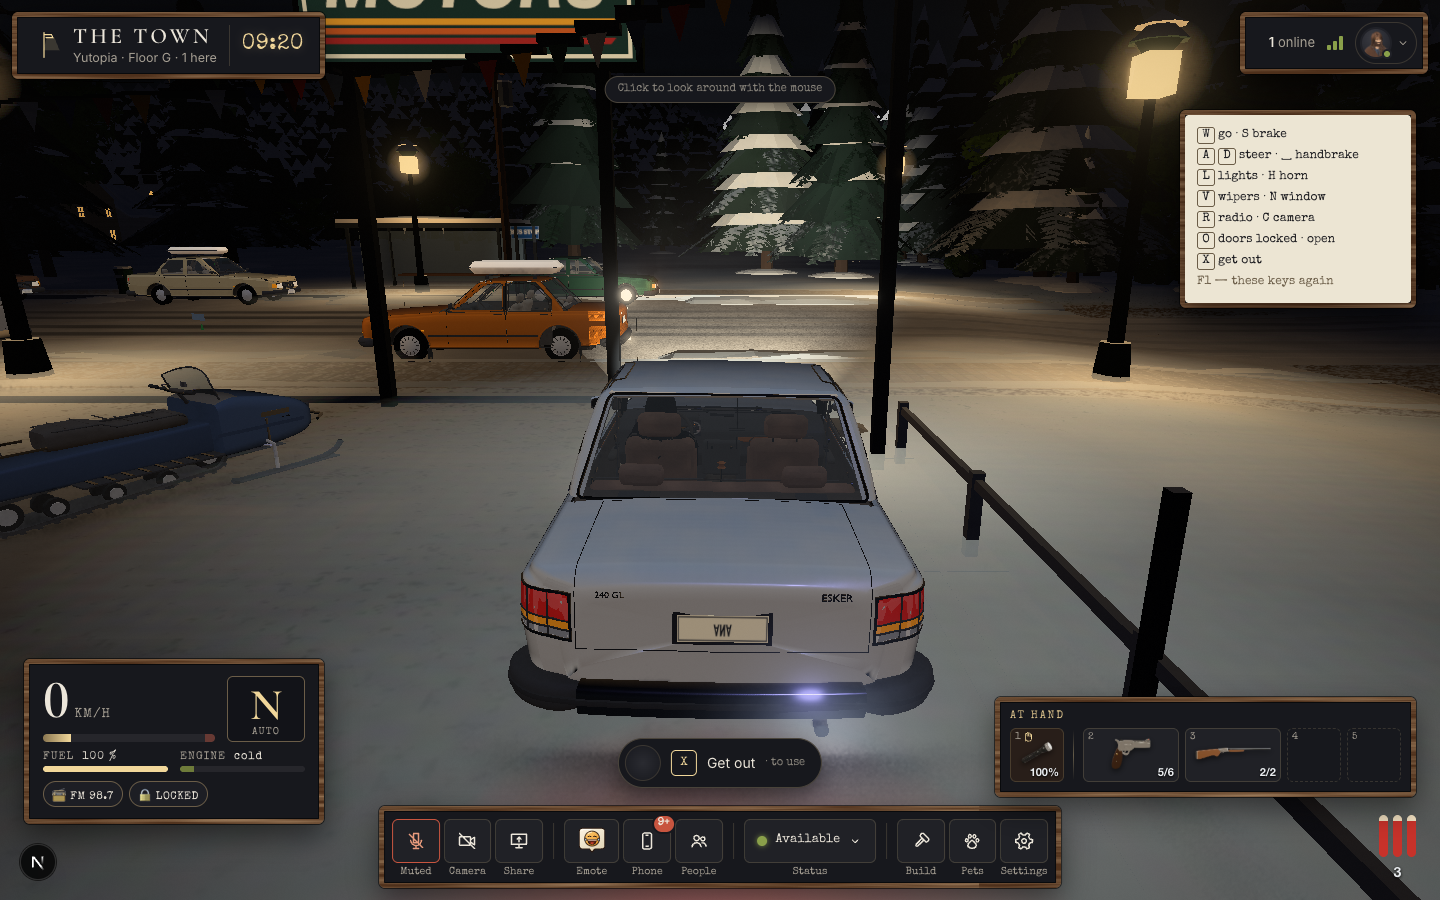 MOTORS
THE TOWN
Yutopia · Floor G · 1 here
09:20
1 online
Click to look around with the mouse
W go · S brake
A D steer · ⎵ handbrake
L lights · H horn
V wipers · N window
R radio · C camera
O doors locked · open
X get out
F1 — these keys again
240 GL
ESKER
ANA
0 KM/H
N
AUTO
FUEL 100 %
ENGINE cold
FM 98.7
LOCKED
X Get out · to use
AT HAND
1
100%
2
5/6
3
2/2
4
5
9+
Available
Muted
Camera
Share
Emote
Phone
People
Status
Build
Pets
Settings
N
3